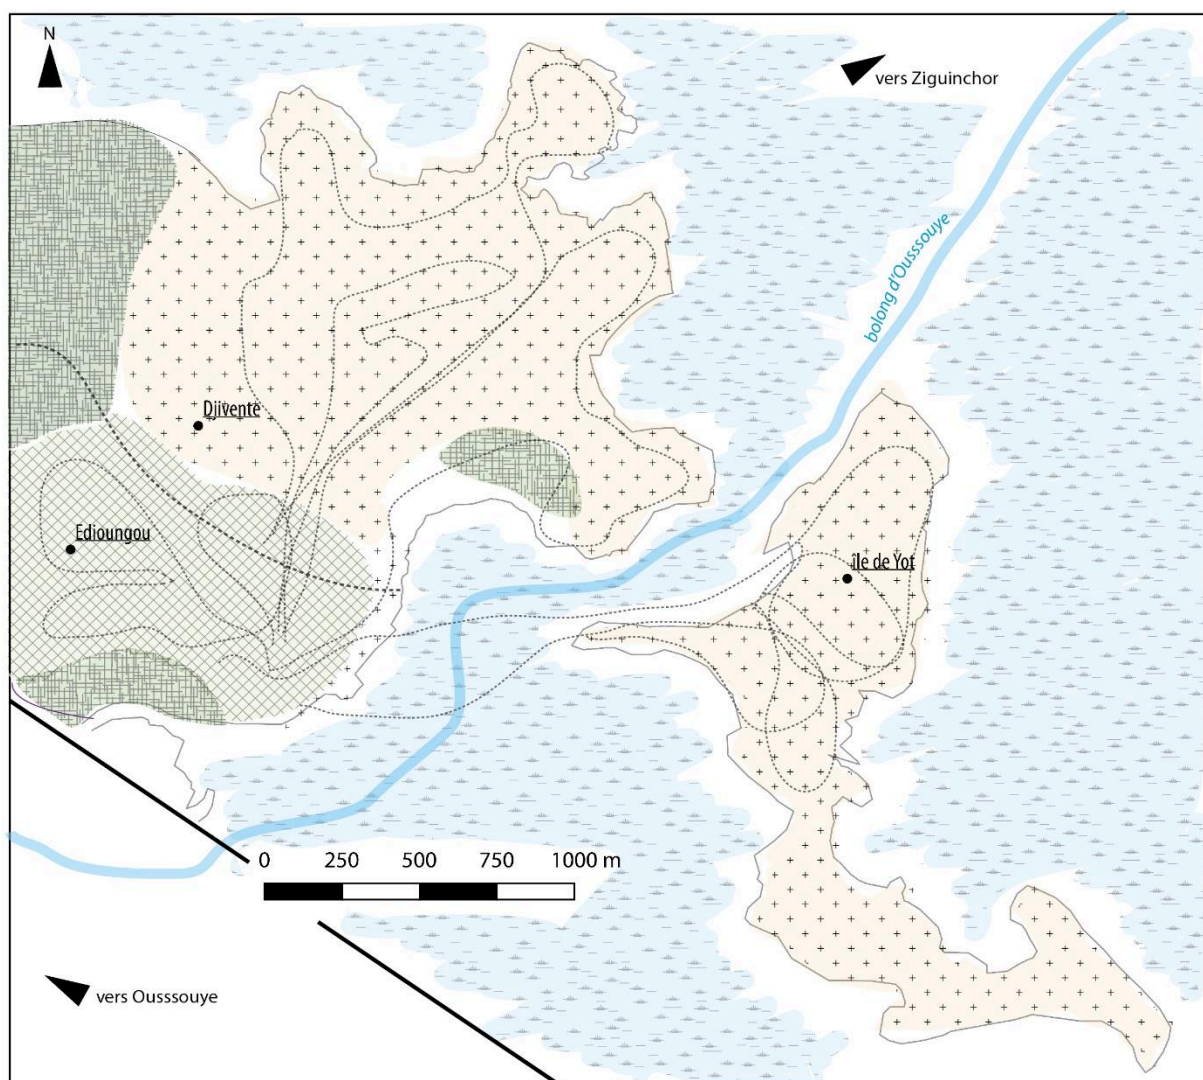 N
vers Ziguinchor
bolong d'Ousssouye
Djivente
Edioungou
île de Yot
0 250 500 750 1000 m
vers Ousssouye